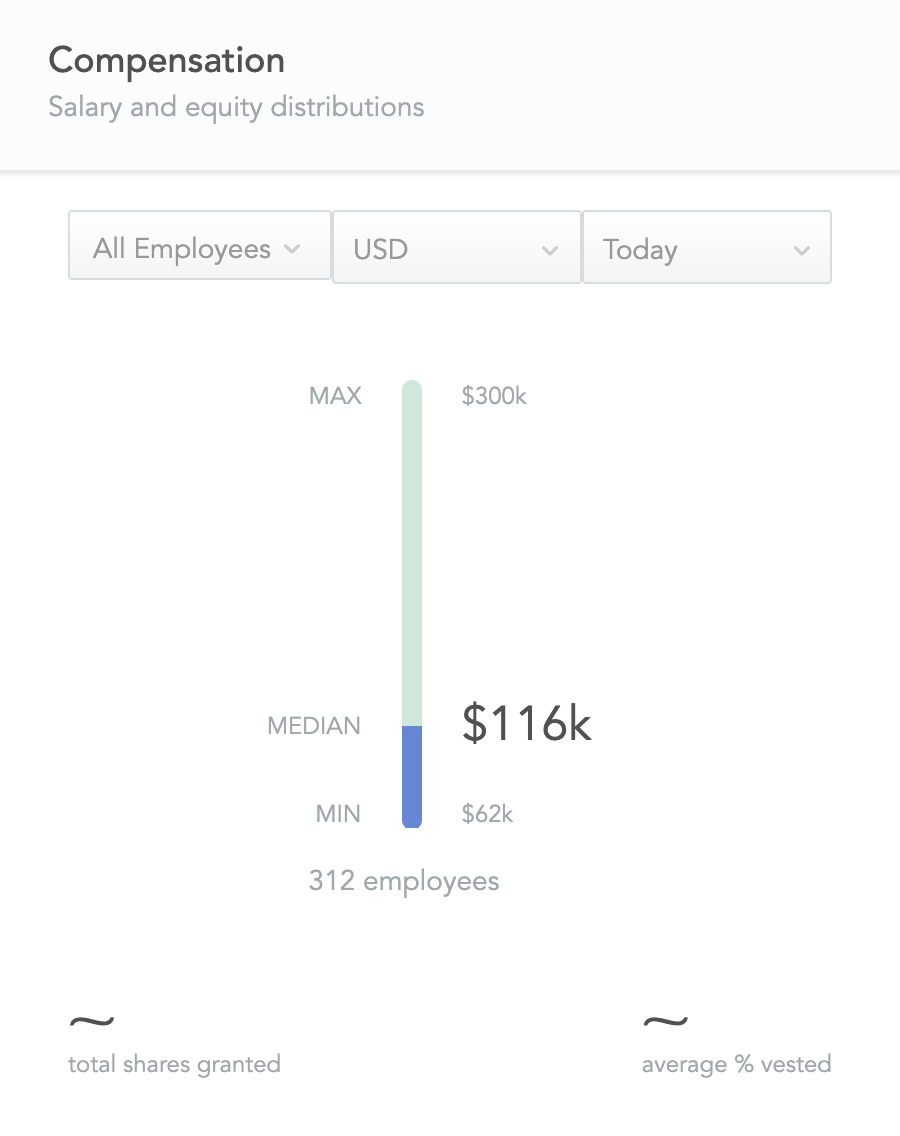 Compensation
Salary and equity distributions
All Employees USD Today
MAX $300k
MEDIAN $116k
MIN $62k
312 employees
~ ~
total shares granted average % vested